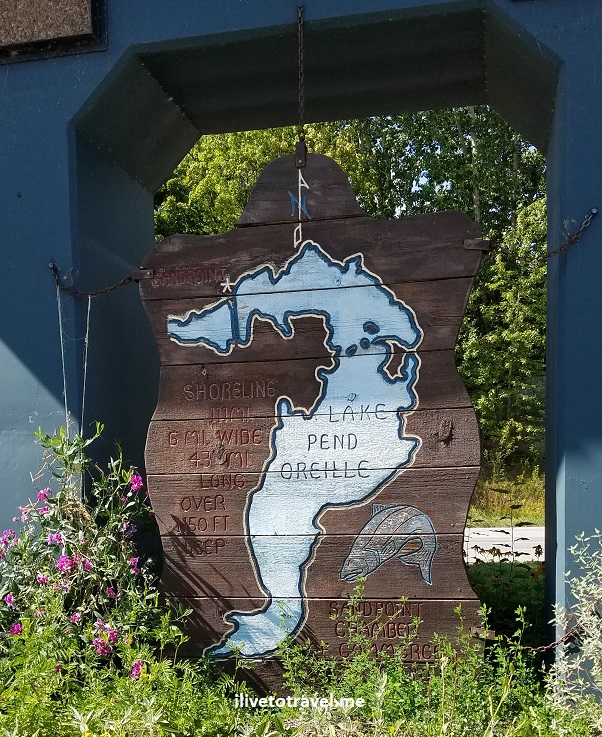 N
SANDPOINT
SHORELINE
111 MI.
6 MI. WIDE
43 MI.
LONG
OVER
1150 FT
DEEP
LAKE
PEND
OREILLE
SANDPOINT
CHAMBER
OF COMMERCE
ilivetotravel.me